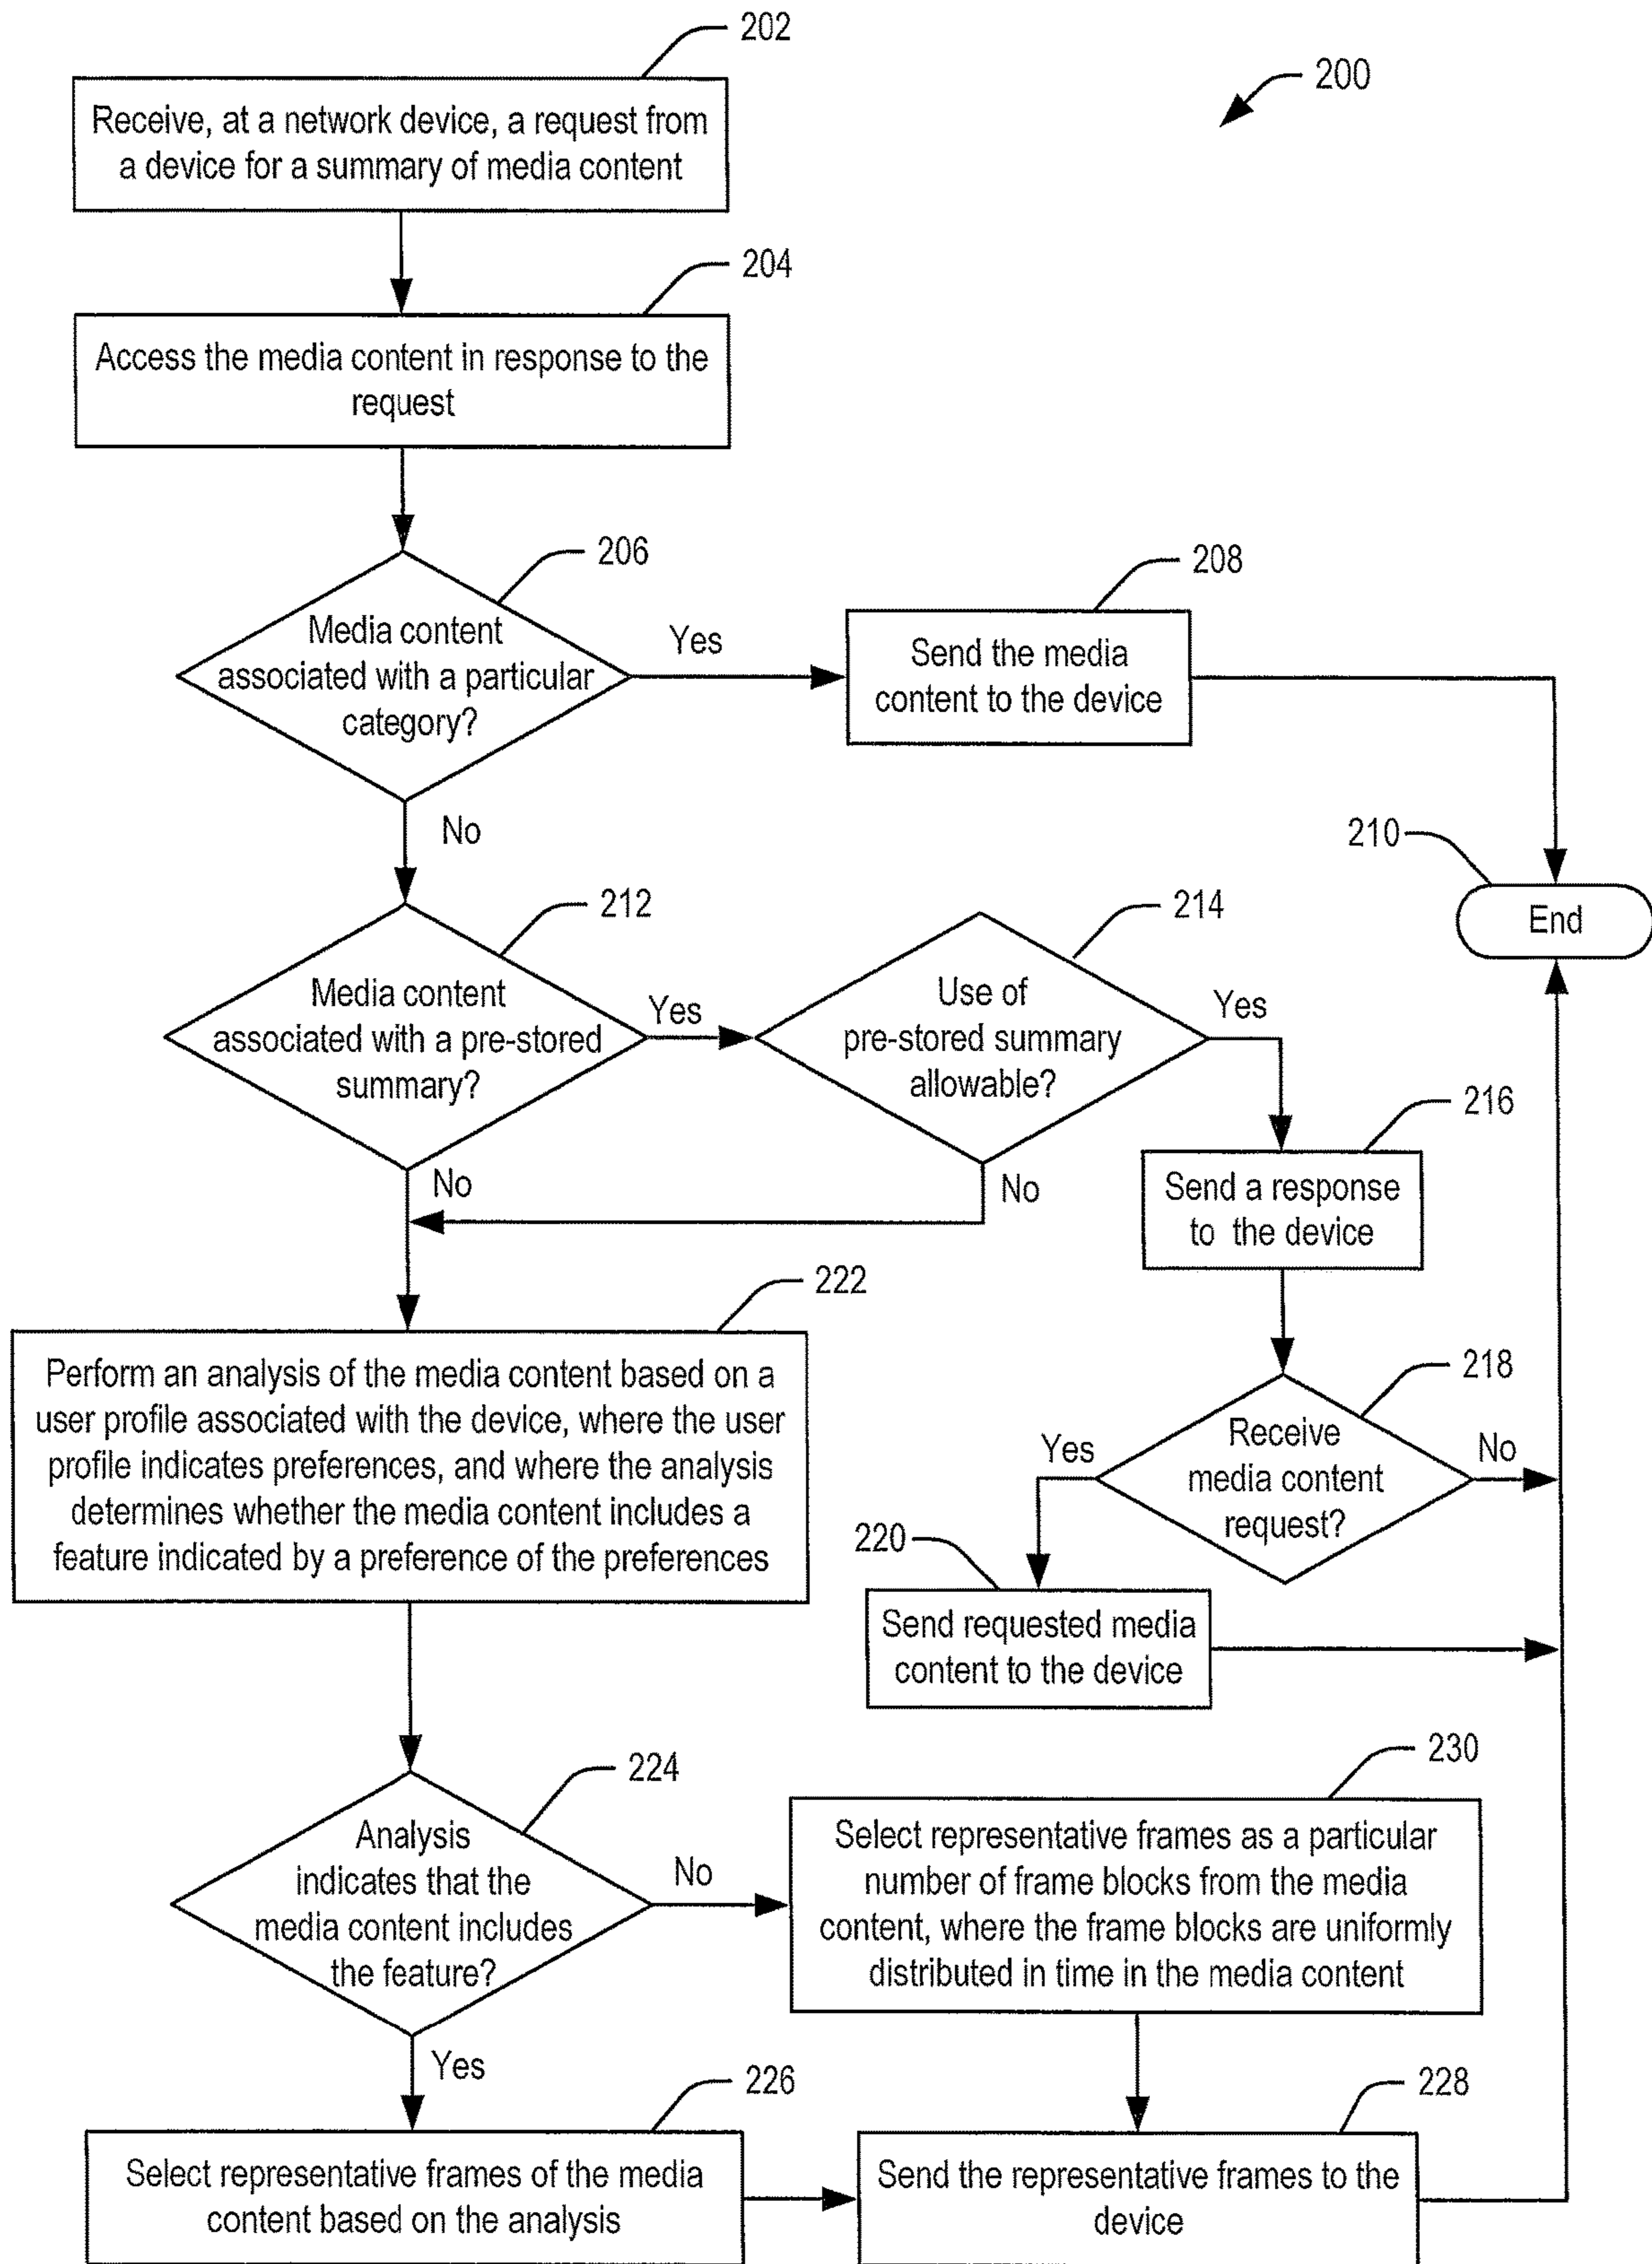 202
200
Receive, at a network device, a request from
a device for a summary of media content
204
Access the media content in response to the
request
206
Media content
associated with a particular
category?
Yes
No
208
Send the media
content to the device
210
End
212
Media content
associated with a pre-stored
summary?
Yes
No
214
Use of
pre-stored summary
allowable?
Yes
No
216
Send a response
to the device
218
Receive
media content
request?
Yes
No
220
Send requested media
content to the device
222
Perform an analysis of the media content based on a
user profile associated with the device, where the user
profile indicates preferences, and where the analysis
determines whether the media content includes a
feature indicated by a preference of the preferences
224
Analysis
indicates that the
media content includes
the feature?
No
Yes
230
Select representative frames as a particular
number of frame blocks from the media
content, where the frame blocks are uniformly
distributed in time in the media content
226
Select representative frames of the media
content based on the analysis
228
Send the representative frames to the
device